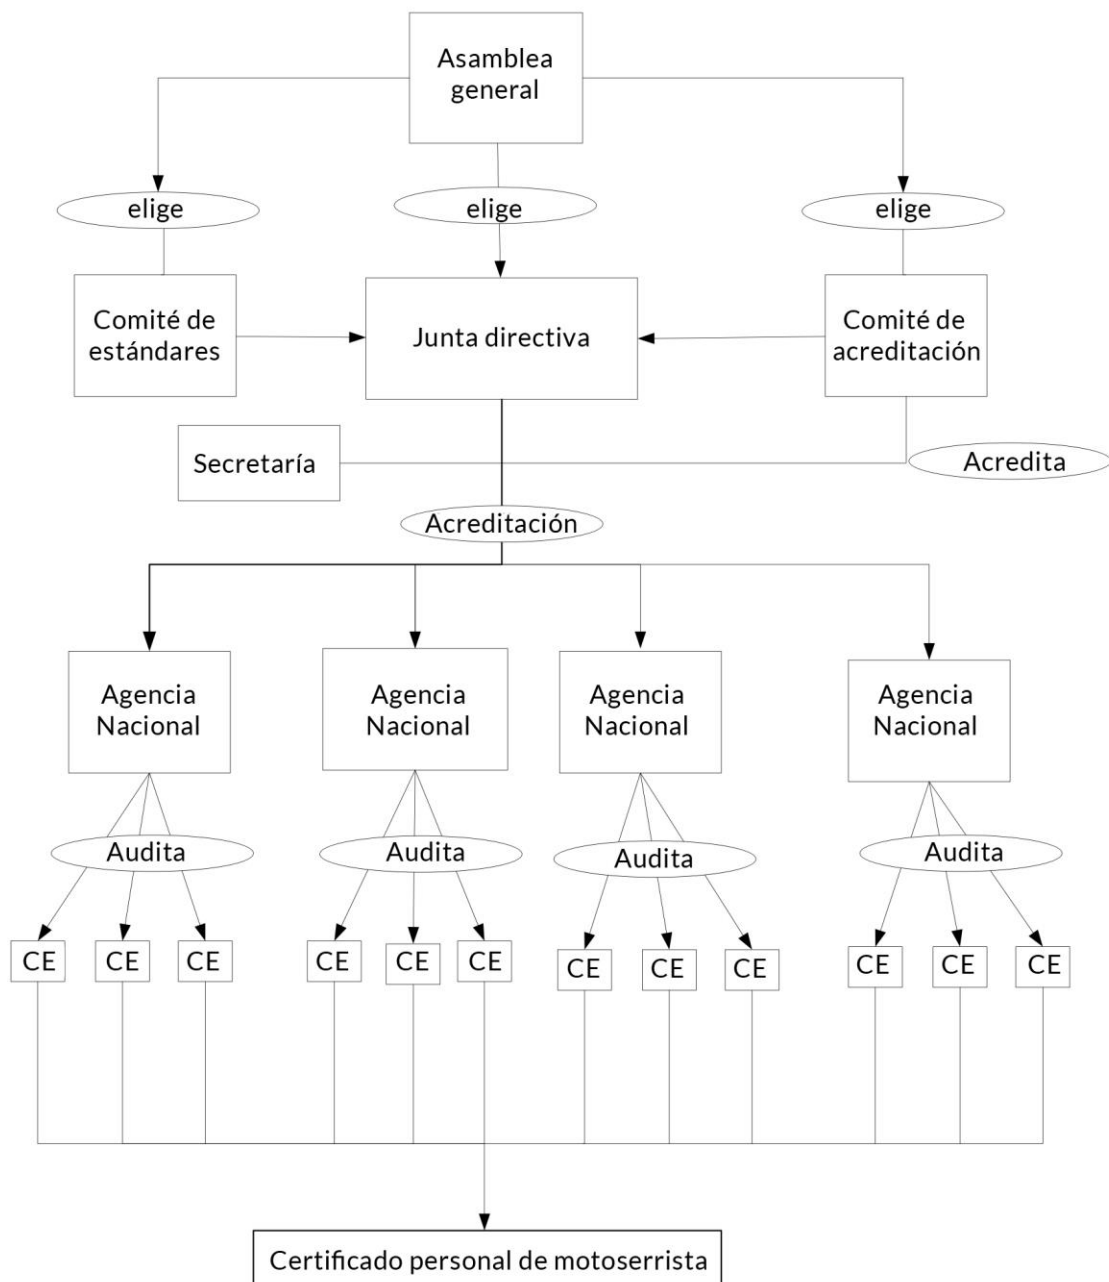 Asamblea
general
elige
elige
elige
Comité de
estándares
Junta directiva
Comité de
acreditación
Secretaría
Acredita
Acreditación
Agencia
Nacional
Agencia
Nacional
Agencia
Nacional
Agencia
Nacional
Audita
Audita
Audita
Audita
CE
CE
CE
CE
CE
CE
CE
CE
CE
CE
CE
CE
Certificado personal de motoserrista